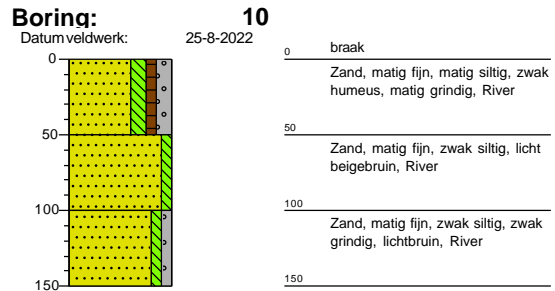 Boring: 10
Datum veldwerk: 25-8-2022
0
50
100
150
0 braak
Zand, matig fijn, matig siltig, zwak
humeus, matig grindig, River
50
Zand, matig fijn, zwak siltig, licht
beigebruin, River
100
Zand, matig fijn, zwak siltig, zwak
grindig, lichtbruin, River
150